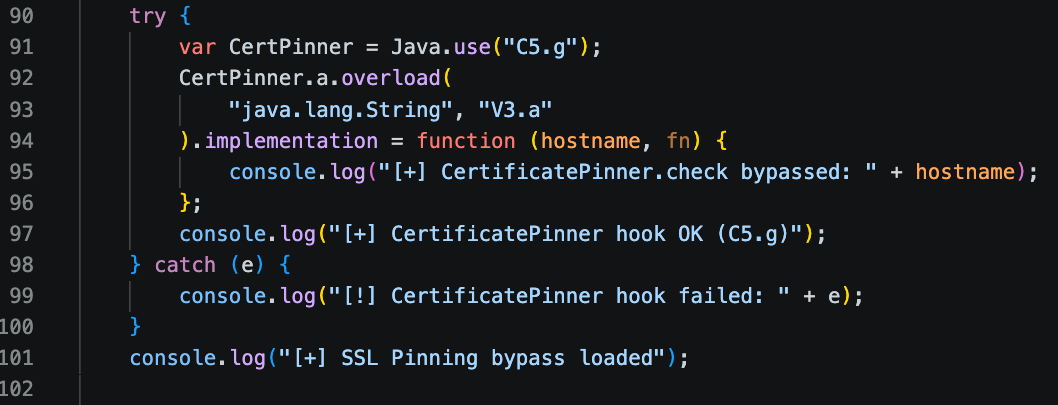 90 try {
91 var CertPinner = Java.use("C5.g");
92 CertPinner.a.overload(
93 "java.lang.String", "V3.a"
94 ).implementation = function (hostname, fn) {
95 console.log("[+] CertificatePinner.check bypassed: " + hostname);
96 };
97 console.log("[+] CertificatePinner hook OK (C5.g)");
98 } catch (e) {
99 console.log("[!] CertificatePinner hook failed: " + e);
100 }
101 console.log("[+] SSL Pinning bypass loaded");
102